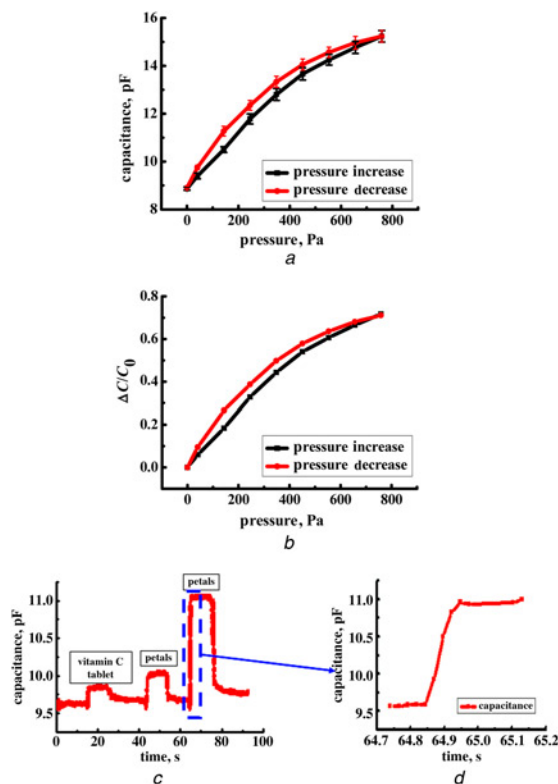 16
14
12
10
8
capacitance, pF
pressure increase
pressure decrease
0 200 400 600 800
pressure, Pa
a
0.8
0.6
0.4
0.2
0.0
ΔC/C0
pressure increase
pressure decrease
0 200 400 600 800
pressure, Pa
b
petals
11.0
10.5
10.0
9.5
capacitance, pF
vitamin C
tablet
petals
0 20 40 60 80 100
time, s
c
11.0
10.5
10.0
9.5
capacitance, pF
capacitance
64.7 64.8 64.9 65.0 65.1 65.2
time, s
d